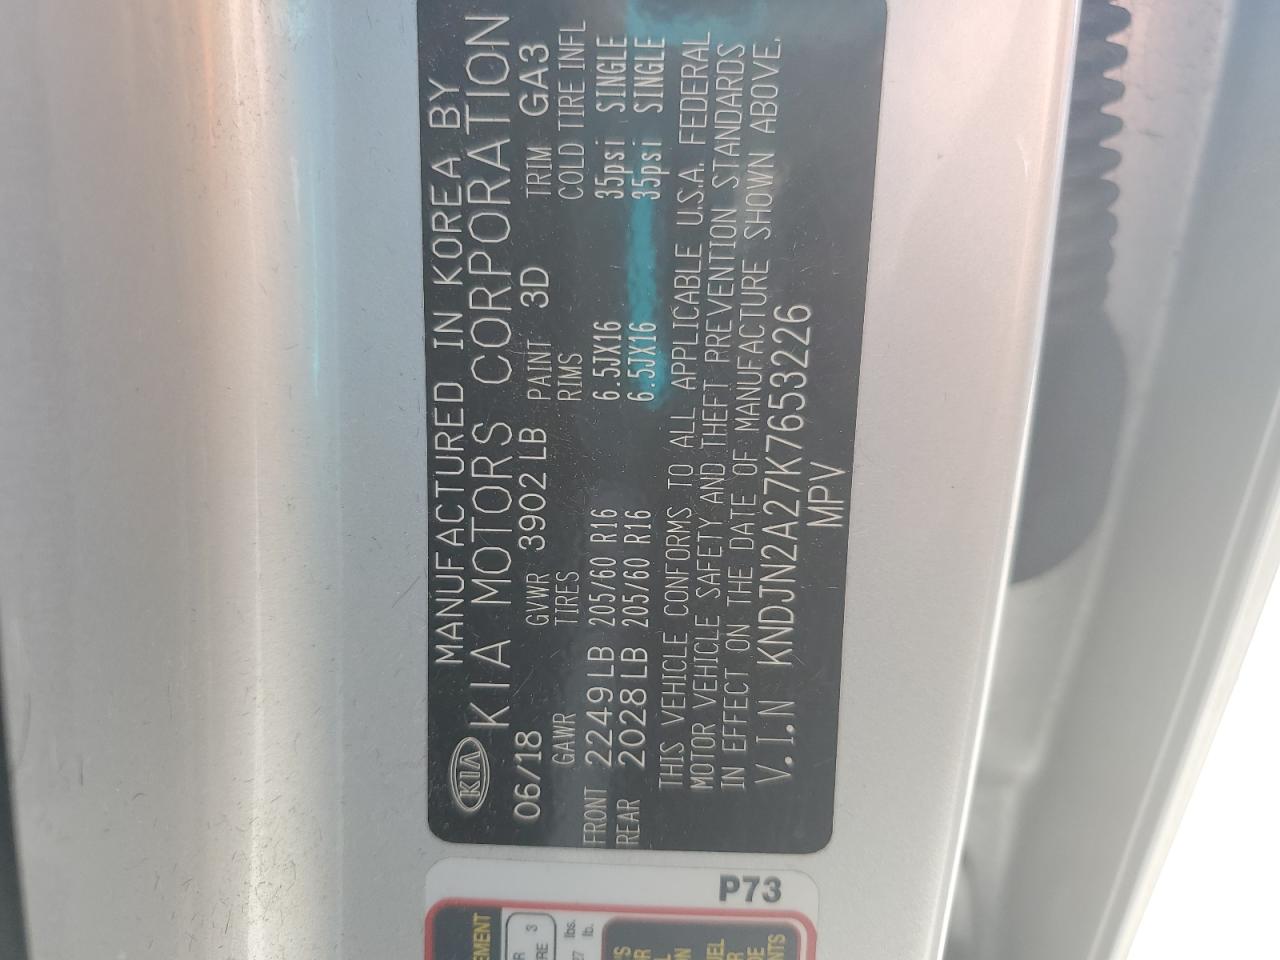 MANUFACTURED IN KOREA BY
KIA KIA MOTORS CORPORATION
06/18 GVWR 3902 LB PAINT 3D TRIM GA3
GAWR TIRES RIMS COLD TIRE INFL
FRONT 2249 LB 205/60 R16 6.5JX16 35psi SINGLE
REAR 2028 LB 205/60 R16 6.5JX16 35psi SINGLE
THIS VEHICLE CONFORMS TO ALL APPLICABLE U.S.A. FEDERAL
MOTOR VEHICLE SAFETY AND THEFT PREVENTION STANDARDS
IN EFFECT ON THE DATE OF MANUFACTURE SHOWN ABOVE.
V.I.N KNDJN2A27K7653226
MPV
P73